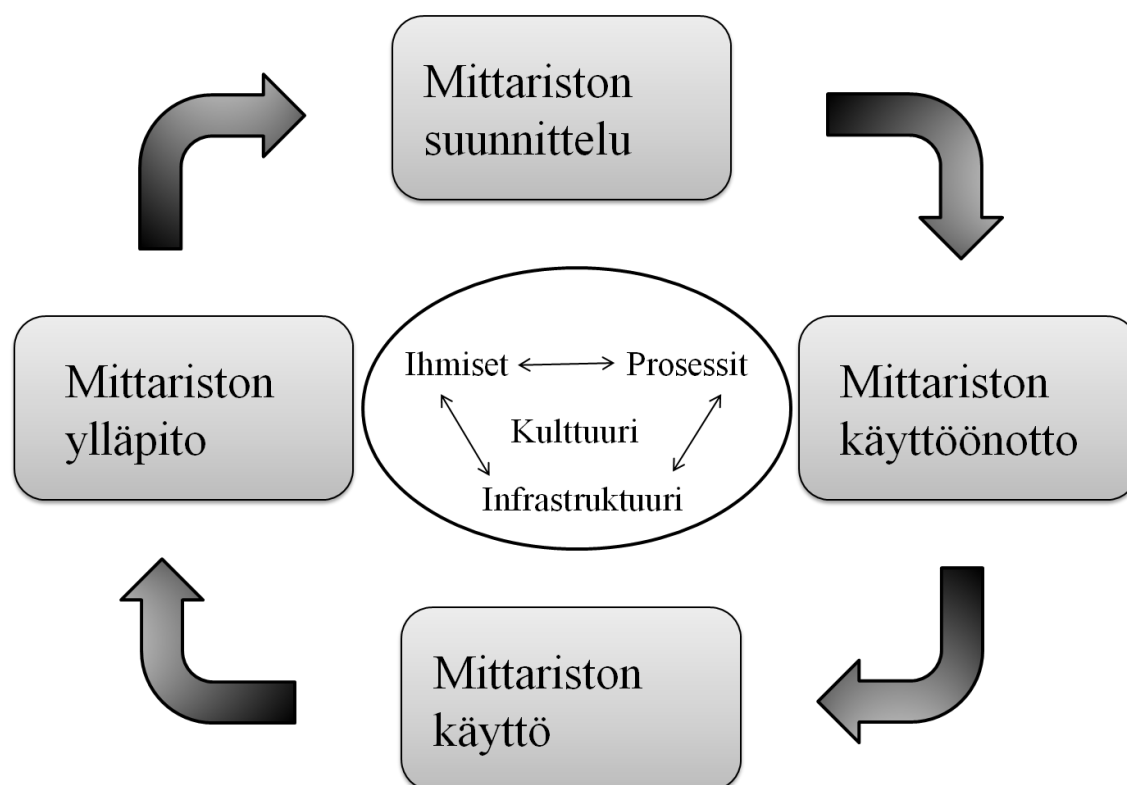 Mittariston
suunnittelu
Mittariston
ylläpito
Ihmiset
Prosessit
Kulttuuri
Infrastruktuuri
Mittariston
käyttöönotto
Mittariston
käyttö